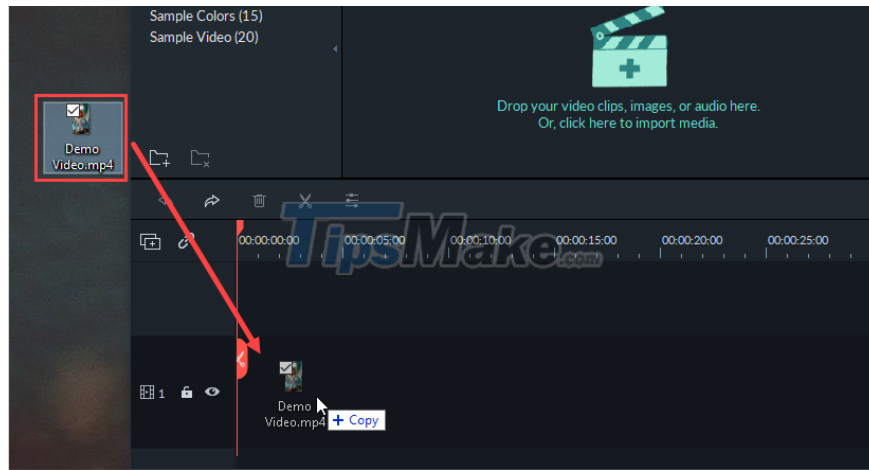 Sample Colors (15)
Sample Video (20)
Drop your video clips, images, or audio here.
Or, click here to import media.
Demo
Video.mp4
TipsMake.com
00:00:00:00 00:00:05:00 00:00:10:00 00:00:15:00 00:00:20:00 00:00:25:00
1
Demo
Video.mp4
+ Copy